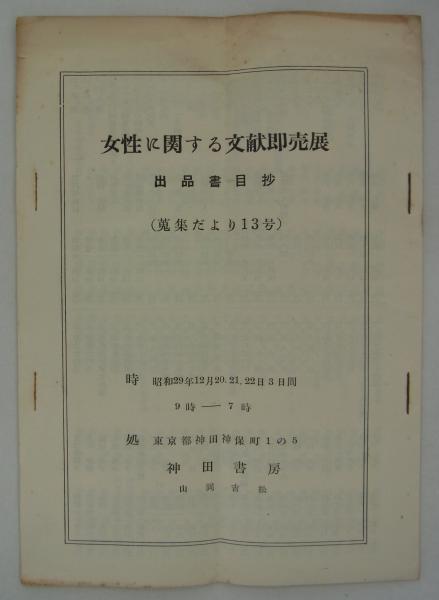 女性に関する文献即売展
出品書目抄
(蒐集だより13号)
時 昭和29年12月20.21.22日3日間
9時——7時
処 東京都神田神保町1の5
神田書房
山岡吉松